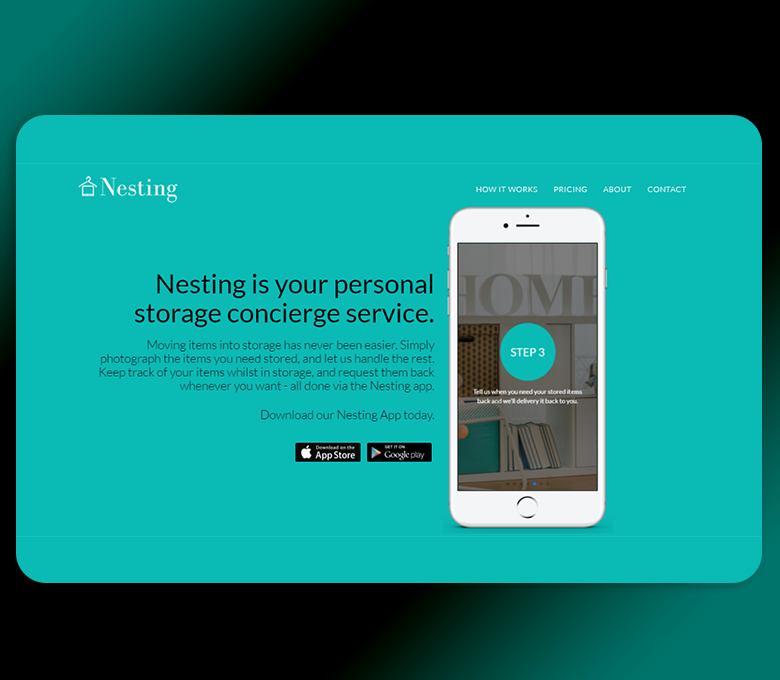 Nesting
HOW IT WORKS PRICING ABOUT CONTACT
Nesting is your personal
storage concierge service.
Moving items into storage has never been easier. Simply
photograph the items you need stored, and let us handle the rest.
Keep track of your items whilst in storage, and request them back
whenever you want - all done via the Nesting app.
Download our Nesting App today.
Download on the
App Store
GET IT ON
Google play
HOME
STEP 3
Tell us when you need your stored items
back and we'll delivery it back to you.